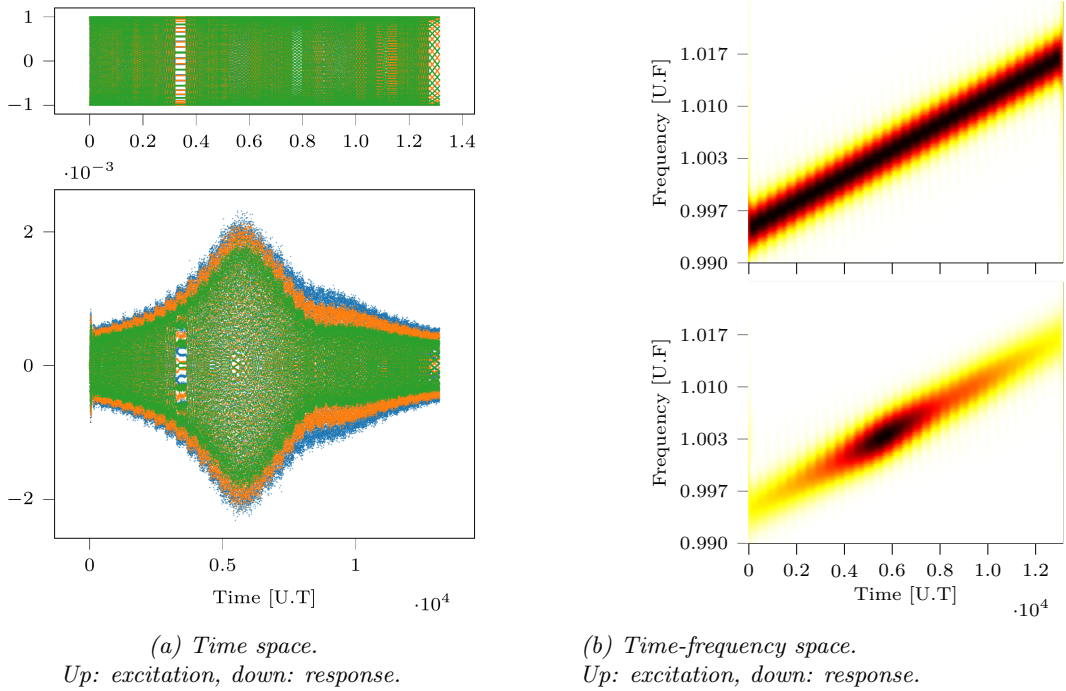 1
0
−1
0 0.2 0.4 0.6 0.8 1.0 1.2 1.4
·10⁻³
2
0
−2
0 0.5 1
Time [U.T]
·10⁴
(a) Time space.
Up: excitation, down: response.
Frequency [U.F]
1.017
1.010
1.003
0.997
0.990
Frequency [U.F]
1.017
1.010
1.003
0.997
0.990
0 0.2 0.4 0.6 0.8 1.0 1.2
Time [U.T]
·10⁴
(b) Time-frequency space.
Up: excitation, down: response.